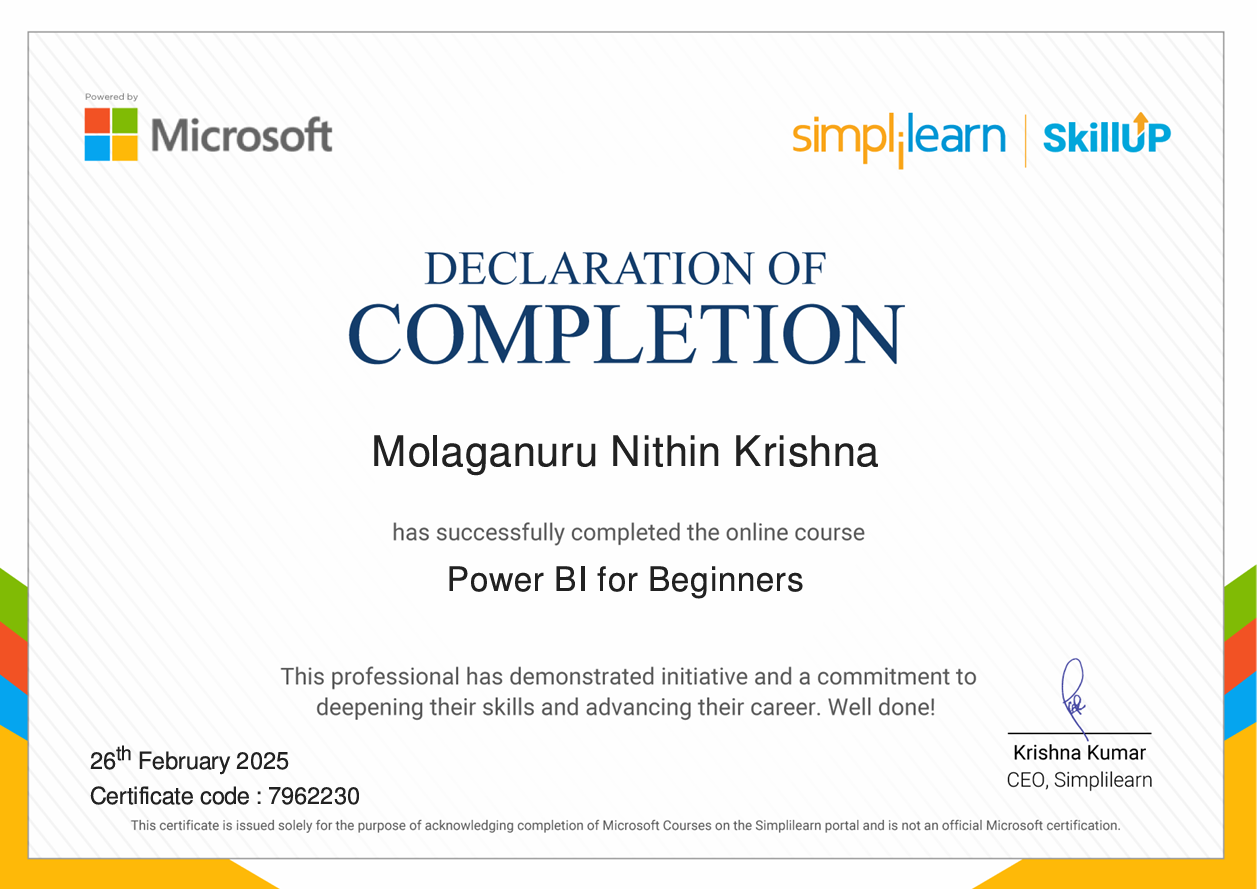 Powered by
Microsoft
simplilearn | SkillUP
DECLARATION OF
COMPLETION
Molaganuru Nithin Krishna
has successfully completed the online course
Power BI for Beginners
This professional has demonstrated initiative and a commitment to
deepening their skills and advancing their career. Well done!
26th February 2025
Certificate code : 7962230
Krishna Kumar
CEO, Simplilearn
This certificate is issued solely for the purpose of acknowledging completion of Microsoft Courses on the Simplilearn portal and is not an official Microsoft certification.